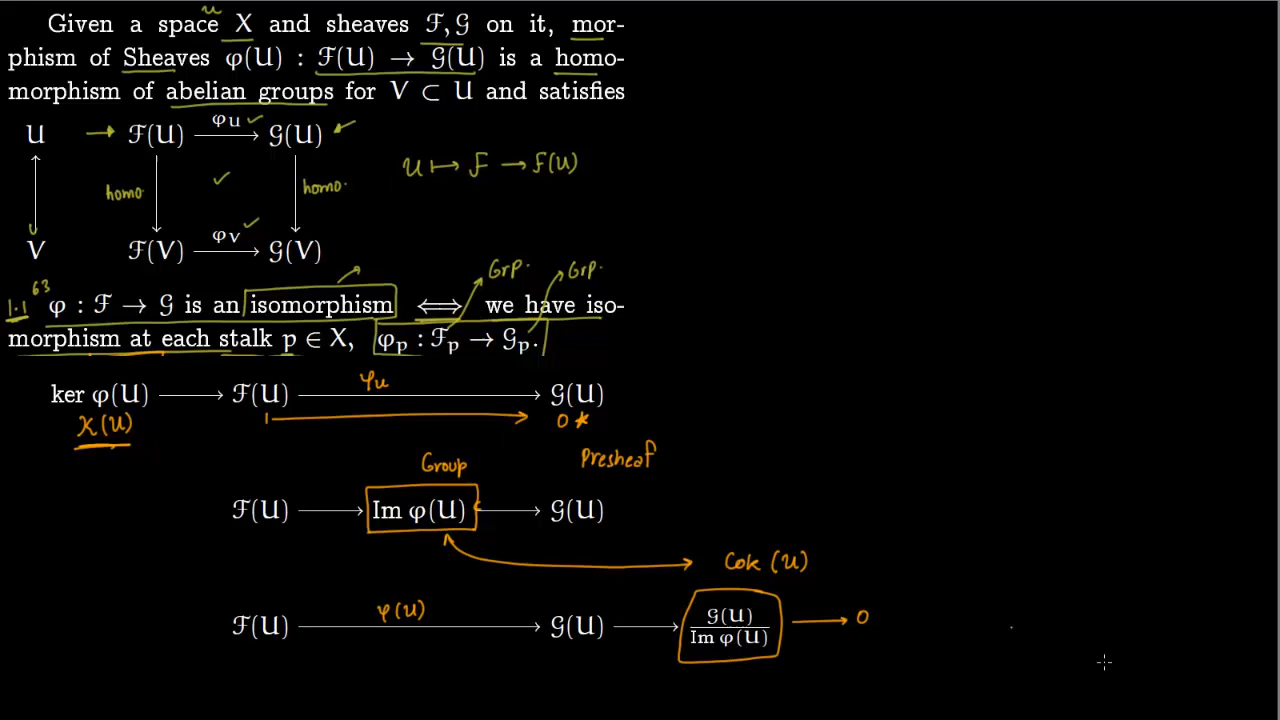 u
Given a space X and sheaves ℱ, 𝒢 on it, mor-
phism of Sheaves φ(U) : ℱ(U) → 𝒢(U) is a homo-
morphism of abelian groups for V ⊂ U and satisfies
U → ℱ(U) φU ✓ → 𝒢(U)
U ↦ F → F(U)
homo. ✓ homo.
U
V ℱ(V) φV ✓ → 𝒢(V)
Grp. Grp.
1.1 63 φ : ℱ → 𝒢 is an isomorphism ⟺ we have iso-
morphism at each stalk p ∈ X, φp : ℱp → 𝒢p.
φu
ker φ(U) → ℱ(U) → 𝒢(U)
K(U) 1 → 0 *
Group Presheaf
ℱ(U) → Im φ(U) → 𝒢(U)
Cok (U)
φ(U)
ℱ(U) → 𝒢(U) → 𝒢(U) / Im φ(U) → 0